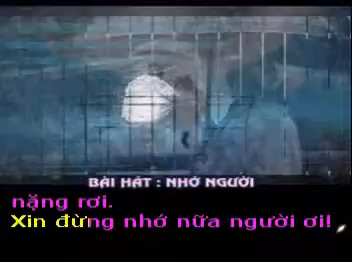 BÀI HÁT : NHỚ NGƯỜI
nặng rơi.
Xin đừng nhớ nữa người ơi!